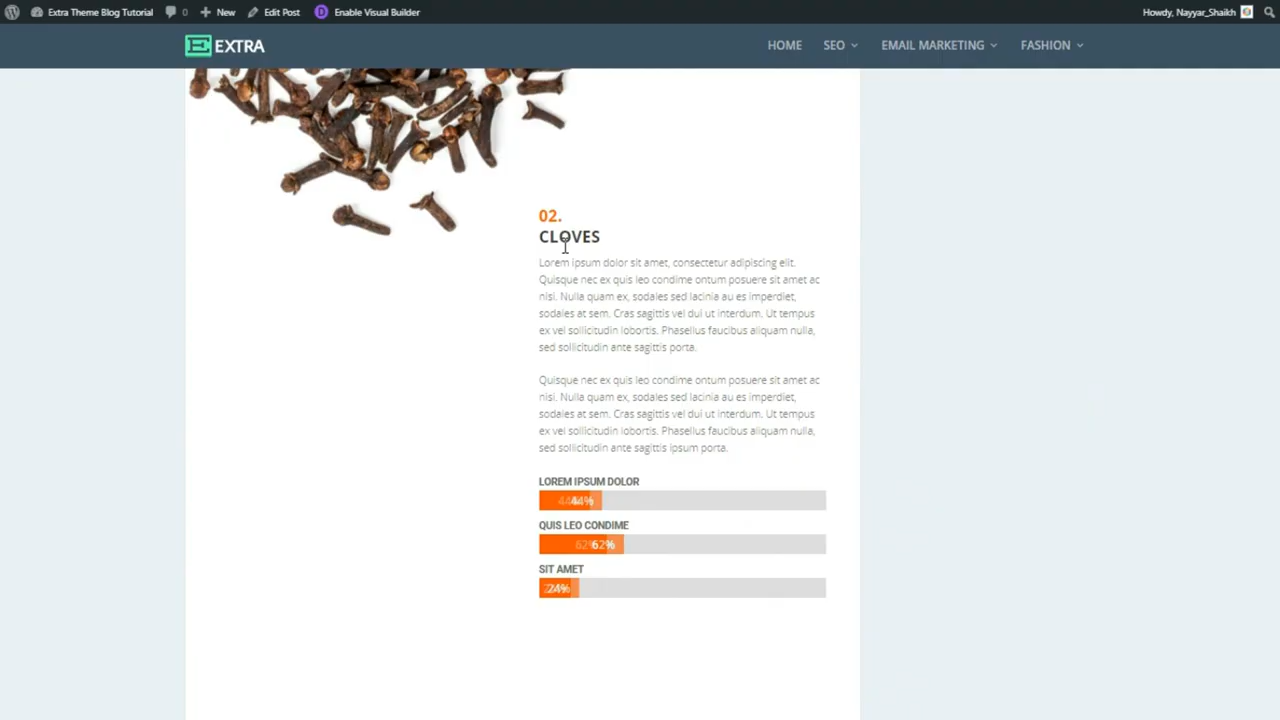 Extra Theme Blog Tutorial 0 New Edit Post Enable Visual Builder Howdy, Nayyar_Shaikh
EXTRA HOME SEO EMAIL MARKETING FASHION
02.
CLOVES
Lorem ipsum dolor sit amet, consectetur adipiscing elit.
Quisque nec ex quis leo condime ontum posuere sit amet ac
nisi. Nulla quam ex, sodales sed lacinia au es imperdiet,
sodales at sem. Cras sagittis vel dui ut interdum. Ut tempus
ex vel sollicitudin lobortis. Phasellus faucibus aliquam nulla,
sed sollicitudin ante sagittis porta.
Quisque nec ex quis leo condime ontum posuere sit amet ac
nisi. Nulla quam ex, sodales sed lacinia au es imperdiet,
sodales at sem. Cras sagittis vel dui ut interdum. Ut tempus
ex vel sollicitudin lobortis. Phasellus faucibus aliquam nulla,
sed sollicitudin ante sagittis ipsum porta.
LOREM IPSUM DOLOR
44%
QUIS LEO CONDIME
62%
SIT AMET
24%